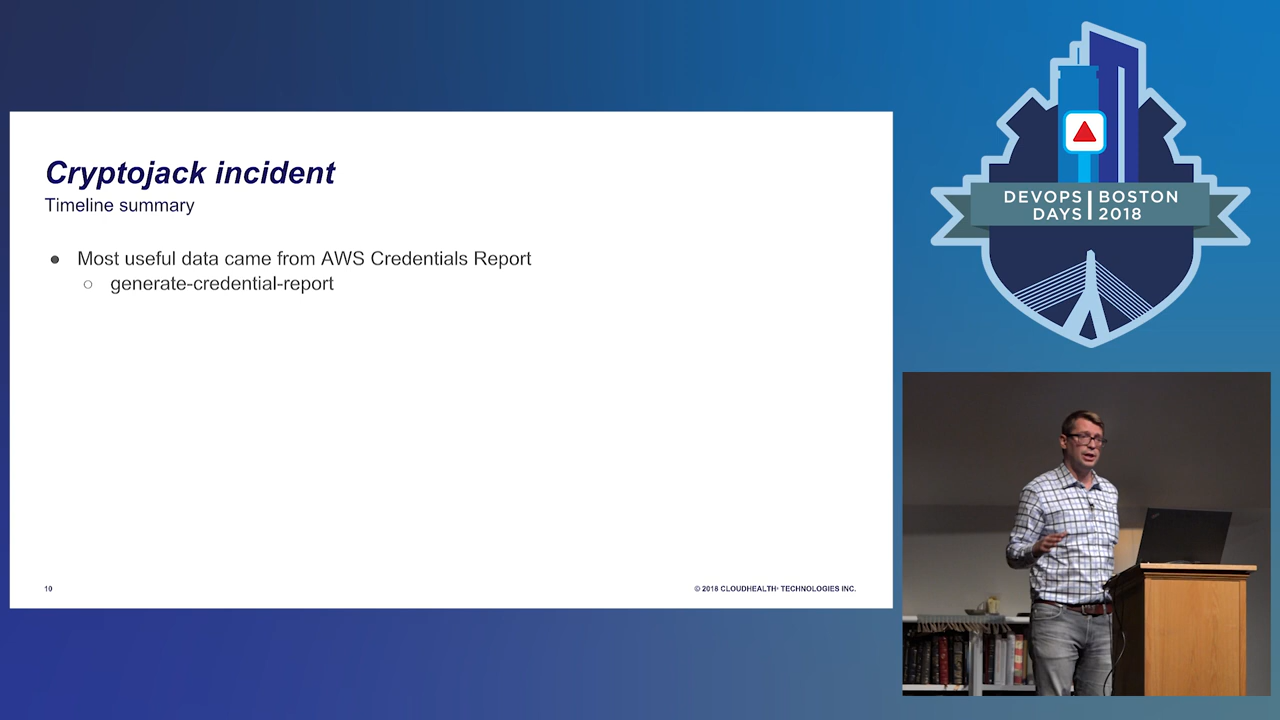 Cryptojack incident
Timeline summary
● Most useful data came from AWS Credentials Report
○ generate-credential-report
10
© 2018 CLOUDHEALTH® TECHNOLOGIES INC.
DEVOPS | BOSTON
DAYS | 2018